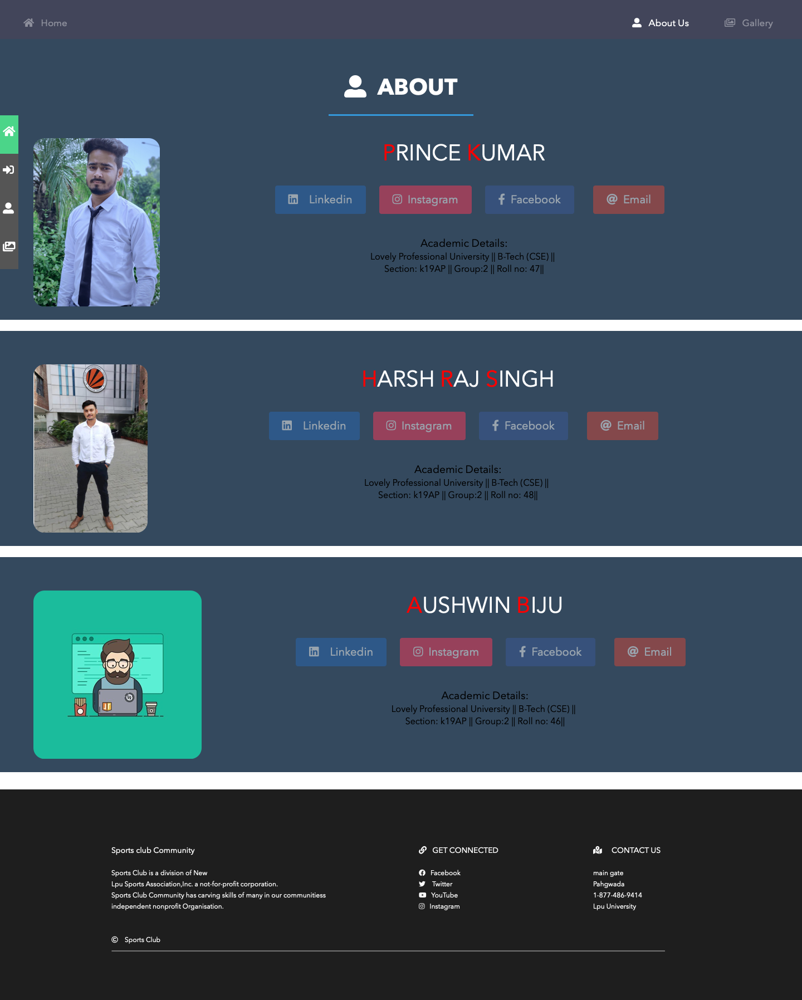 Home
About Us
Gallery
ABOUT
PRINCE KUMAR
Linkedin
Instagram
Facebook
Email
Academic Details:
Lovely Professional University || B-Tech (CSE) ||
Section: k19AP || Group:2 || Roll no: 47||
HARSH RAJ SINGH
Linkedin
Instagram
Facebook
Email
Academic Details:
Lovely Professional University || B-Tech (CSE) ||
Section: k19AP || Group:2 || Roll no: 48||
AUSHWIN BIJU
Linkedin
Instagram
Facebook
Email
Academic Details:
Lovely Professional University || B-Tech (CSE) ||
Section: k19AP || Group:2 || Roll no: 46||
Sports club Community
Sports Club is a division of New
Lpu Sports Association,Inc. a not-for-profit corporation.
Sports Club Community has carving skills of many in our communitiess
independent nonprofit Organisation.
GET CONNECTED
Facebook
Twitter
YouTube
Instagram
CONTACT US
main gate
Pahgwada
1-877-486-9414
Lpu University
© Sports Club